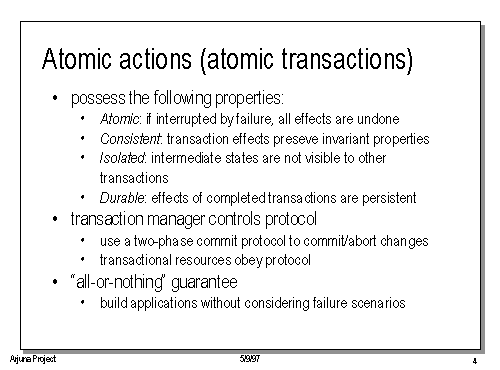 Atomic actions (atomic transactions)
• possess the following properties:
• Atomic: if interrupted by failure, all effects are undone
• Consistent: transaction effects preseve invariant properties
• Isolated: intermediate states are not visible to other
transactions
• Durable: effects of completed transactions are persistent
• transaction manager controls protocol
• use a two-phase commit protocol to commit/abort changes
• transactional resources obey protocol
• “all-or-nothing” guarantee
• build applications without considering failure scenarios
Arjuna Project
5/9/97
4